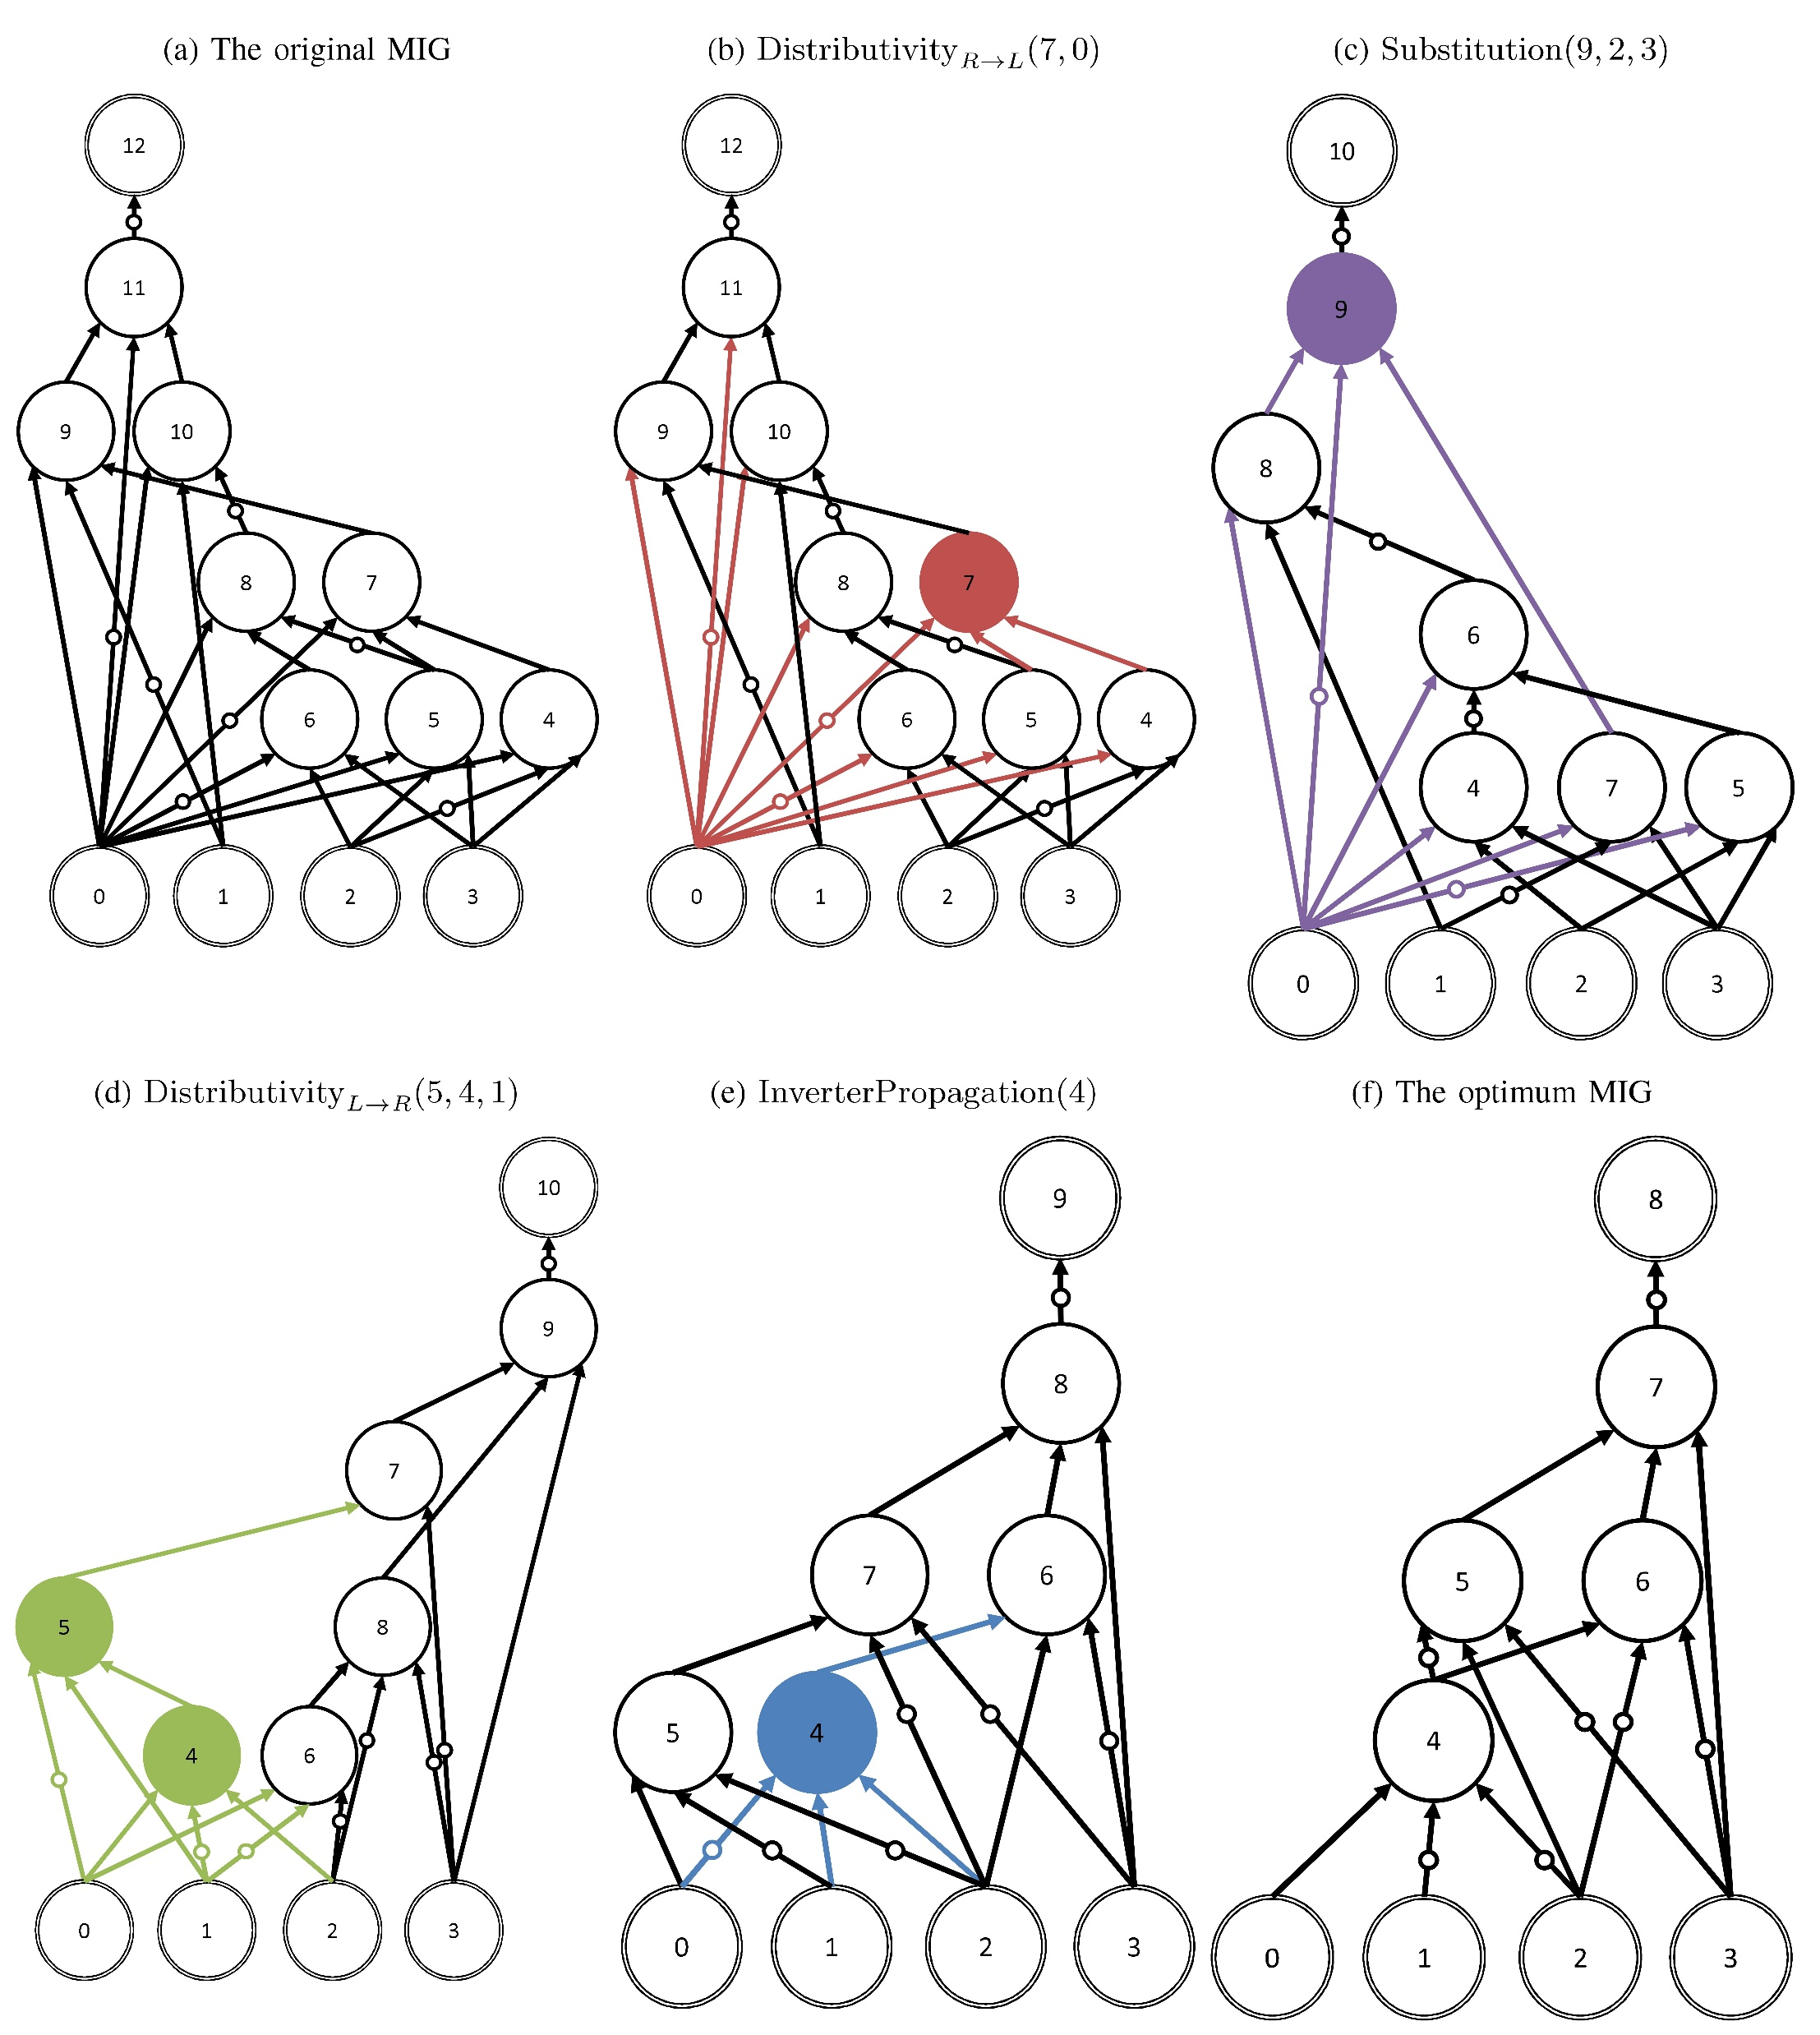 (a) The original MIG
(b) Distributivity_{R→L}(7, 0)
(c) Substitution(9, 2, 3)
12
11
9 10
8 7
6 5 4
0 1 2 3
12
11
9 10
8 7
6 5 4
0 1 2 3
10
9
8
6
4 7 5
0 1 2 3
(d) Distributivity_{L→R}(5, 4, 1)
(e) InverterPropagation(4)
(f) The optimum MIG
10
9
7
5 8
4 6
0 1 2 3
9
8
7 6
5 4
0 1 2 3
8
7
5 6
4
0 1 2 3